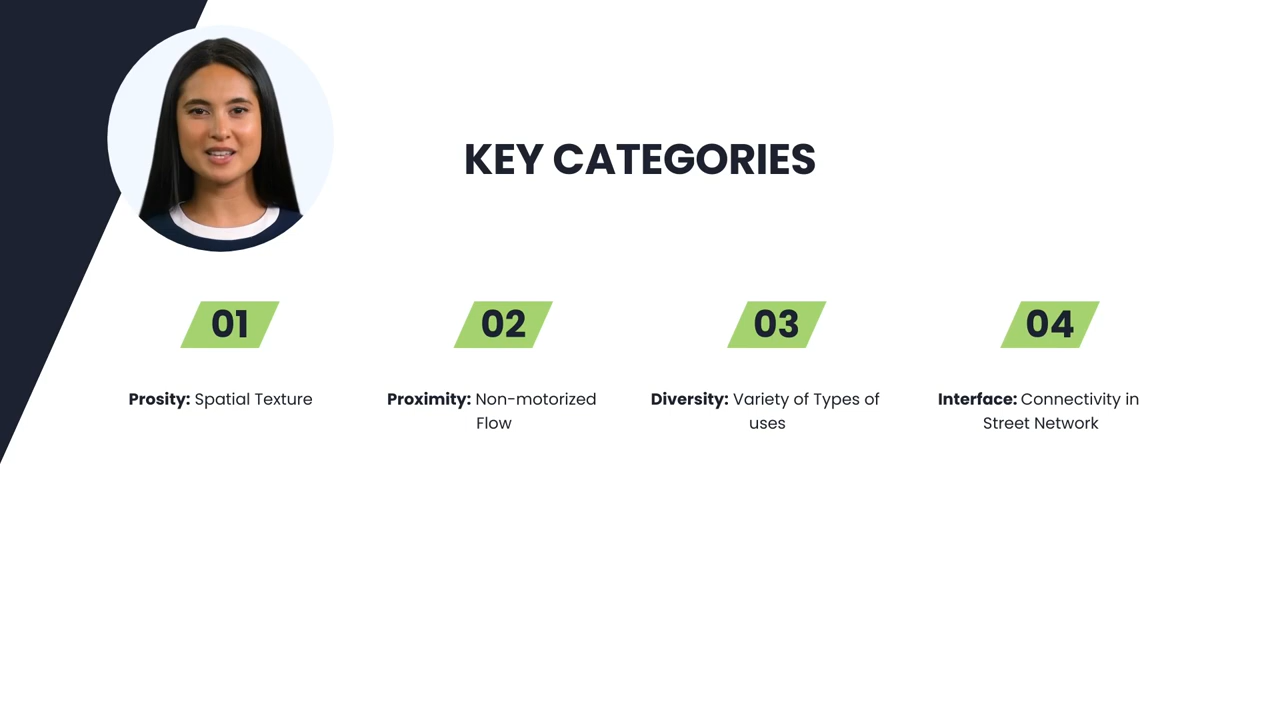 KEY CATEGORIES
01
02
03
04
Prosity: Spatial Texture
Proximity: Non-motorized
Flow
Diversity: Variety of Types of
uses
Interface: Connectivity in
Street Network